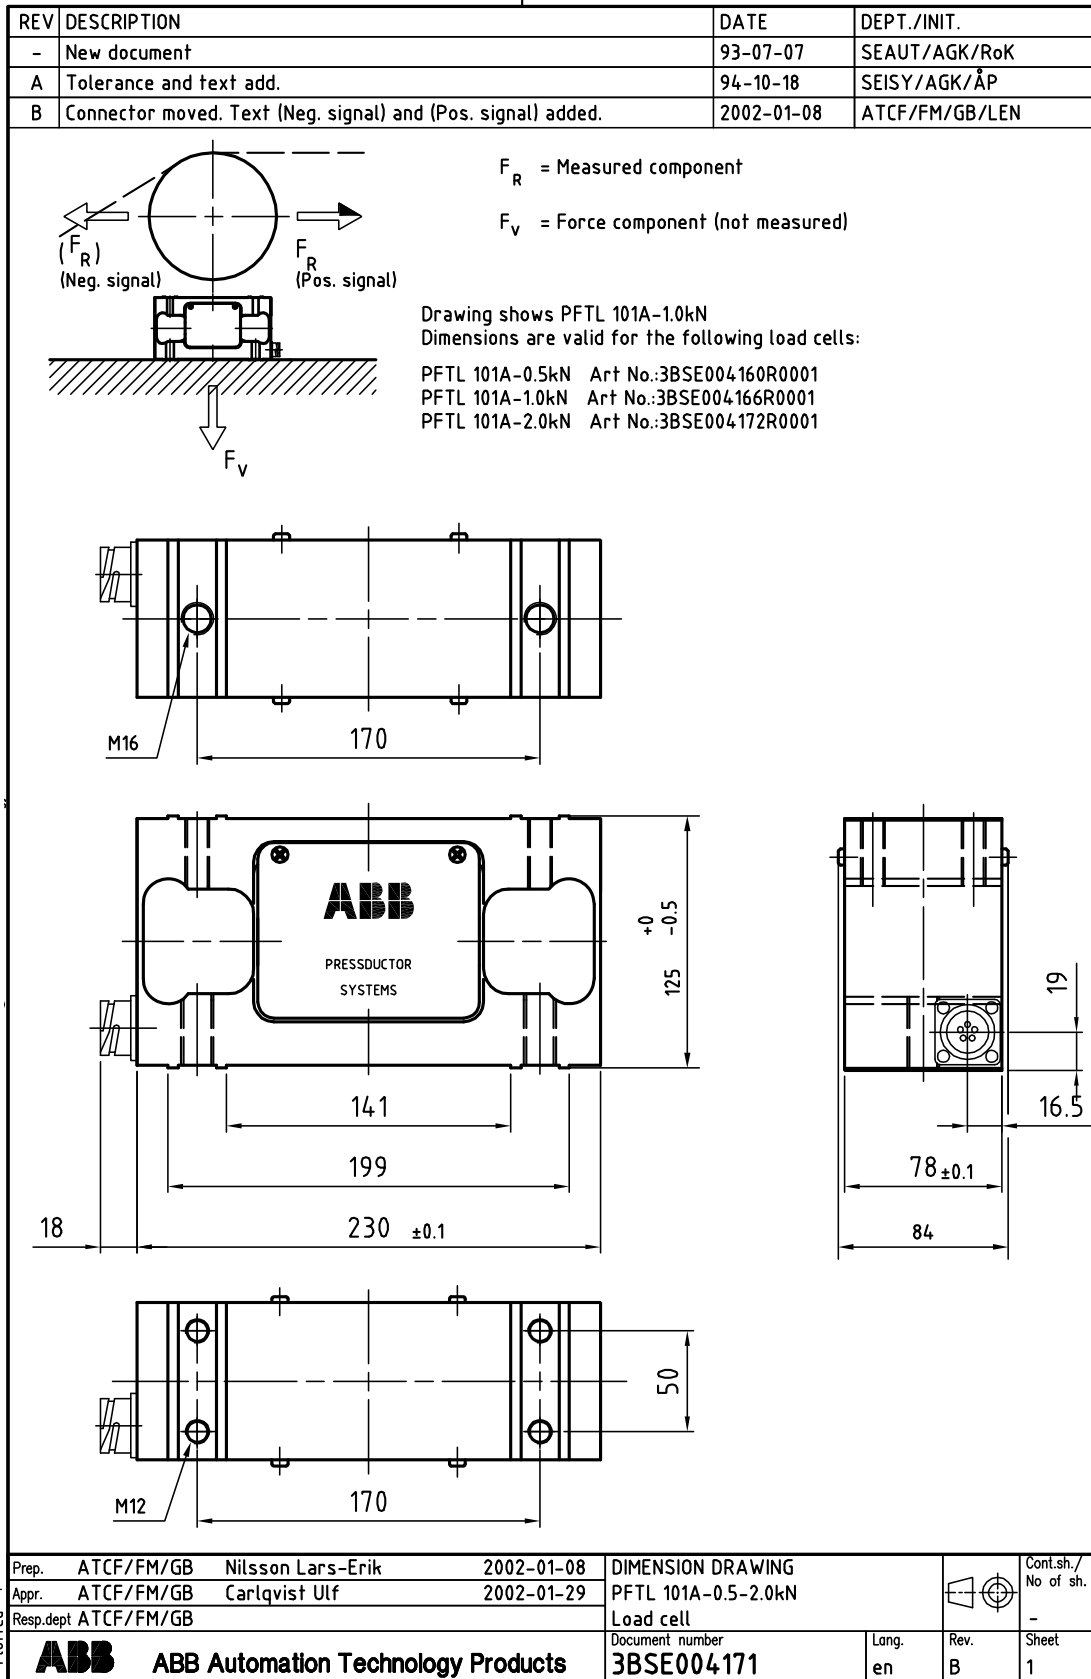 REV DESCRIPTION DATE DEPT./INIT.
- New document 93-07-07 SEAUT/AGK/RoK
A Tolerance and text add. 94-10-18 SEISY/AGK/ÅP
B Connector moved. Text (Neg. signal) and (Pos. signal) added. 2002-01-08 ATCF/FM/GB/LEN
F R = Measured component
F V = Force component (not measured)
(F R)
(Neg. signal)
F R
(Pos. signal)
Drawing shows PFTL 101A-1.0kN
Dimensions are valid for the following load cells:
PFTL 101A-0.5kN Art No.:3BSE004160R0001
PFTL 101A-1.0kN Art No.:3BSE004166R0001
PFTL 101A-2.0kN Art No.:3BSE004172R0001
F V
M16
170
ABB
PRESSDUCTOR
SYSTEMS
125 +0 -0.5
19
141
16.5
199
78 ±0.1
18
230 ±0.1
84
50
M12
170
Prep. ATCF/FM/GB Nilsson Lars-Erik 2002-01-08
Appr. ATCF/FM/GB Carlqvist Ulf 2002-01-29
Resp.dept ATCF/FM/GB
DIMENSION DRAWING
PFTL 101A-0.5-2.0kN
Load cell
Cont.sh./
No of sh.
-
ABB ABB Automation Technology Products
Document number
3BSE004171
Lang.
en
Rev.
B
Sheet
1